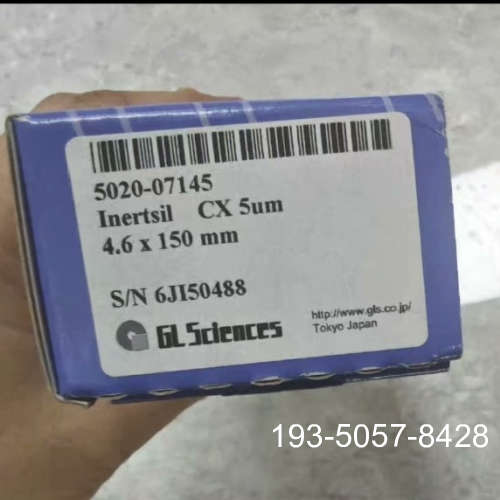 5020-07145
Inertsil CX 5um
4.6 x 150 mm
S/N 6JI50488
GL Sciences
http://www.gls.co.jp/
Tokyo Japan
193-5057-8428